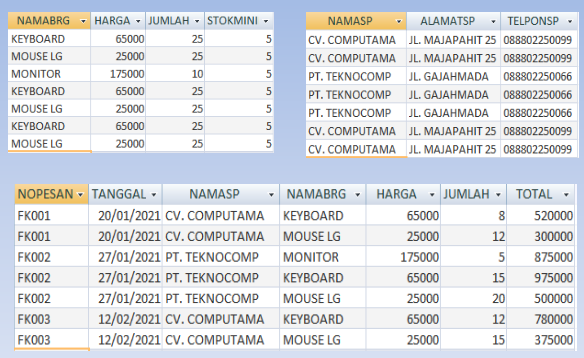 NAMABRG HARGA JUMLAH STOKMINI
KEYBOARD 65000 25 5
MOUSE LG 25000 25 5
MONITOR 175000 10 5
KEYBOARD 65000 25 5
MOUSE LG 25000 25 5
KEYBOARD 65000 25 5
MOUSE LG 25000 25 5
NAMASP ALAMATSP TELPONSP
CV. COMPUTAMA JL. MAJAPAHIT 25 088802250099
CV. COMPUTAMA JL. MAJAPAHIT 25 088802250099
PT. TEKNOCOMP JL. GAJAHMADA 088802250066
PT. TEKNOCOMP JL. GAJAHMADA 088802250066
PT. TEKNOCOMP JL. GAJAHMADA 088802250066
CV. COMPUTAMA JL. MAJAPAHIT 25 088802250099
CV. COMPUTAMA JL. MAJAPAHIT 25 088802250099
NOPESAN TANGGAL NAMASP NAMABRG HARGA JUMLAH TOTAL
FK001 20/01/2021 CV. COMPUTAMA KEYBOARD 65000 8 520000
FK001 20/01/2021 CV. COMPUTAMA MOUSE LG 25000 12 300000
FK002 27/01/2021 PT. TEKNOCOMP MONITOR 175000 5 875000
FK002 27/01/2021 PT. TEKNOCOMP KEYBOARD 65000 15 975000
FK002 27/01/2021 PT. TEKNOCOMP MOUSE LG 25000 20 500000
FK003 12/02/2021 CV. COMPUTAMA KEYBOARD 65000 12 780000
FK003 12/02/2021 CV. COMPUTAMA MOUSE LG 25000 15 375000